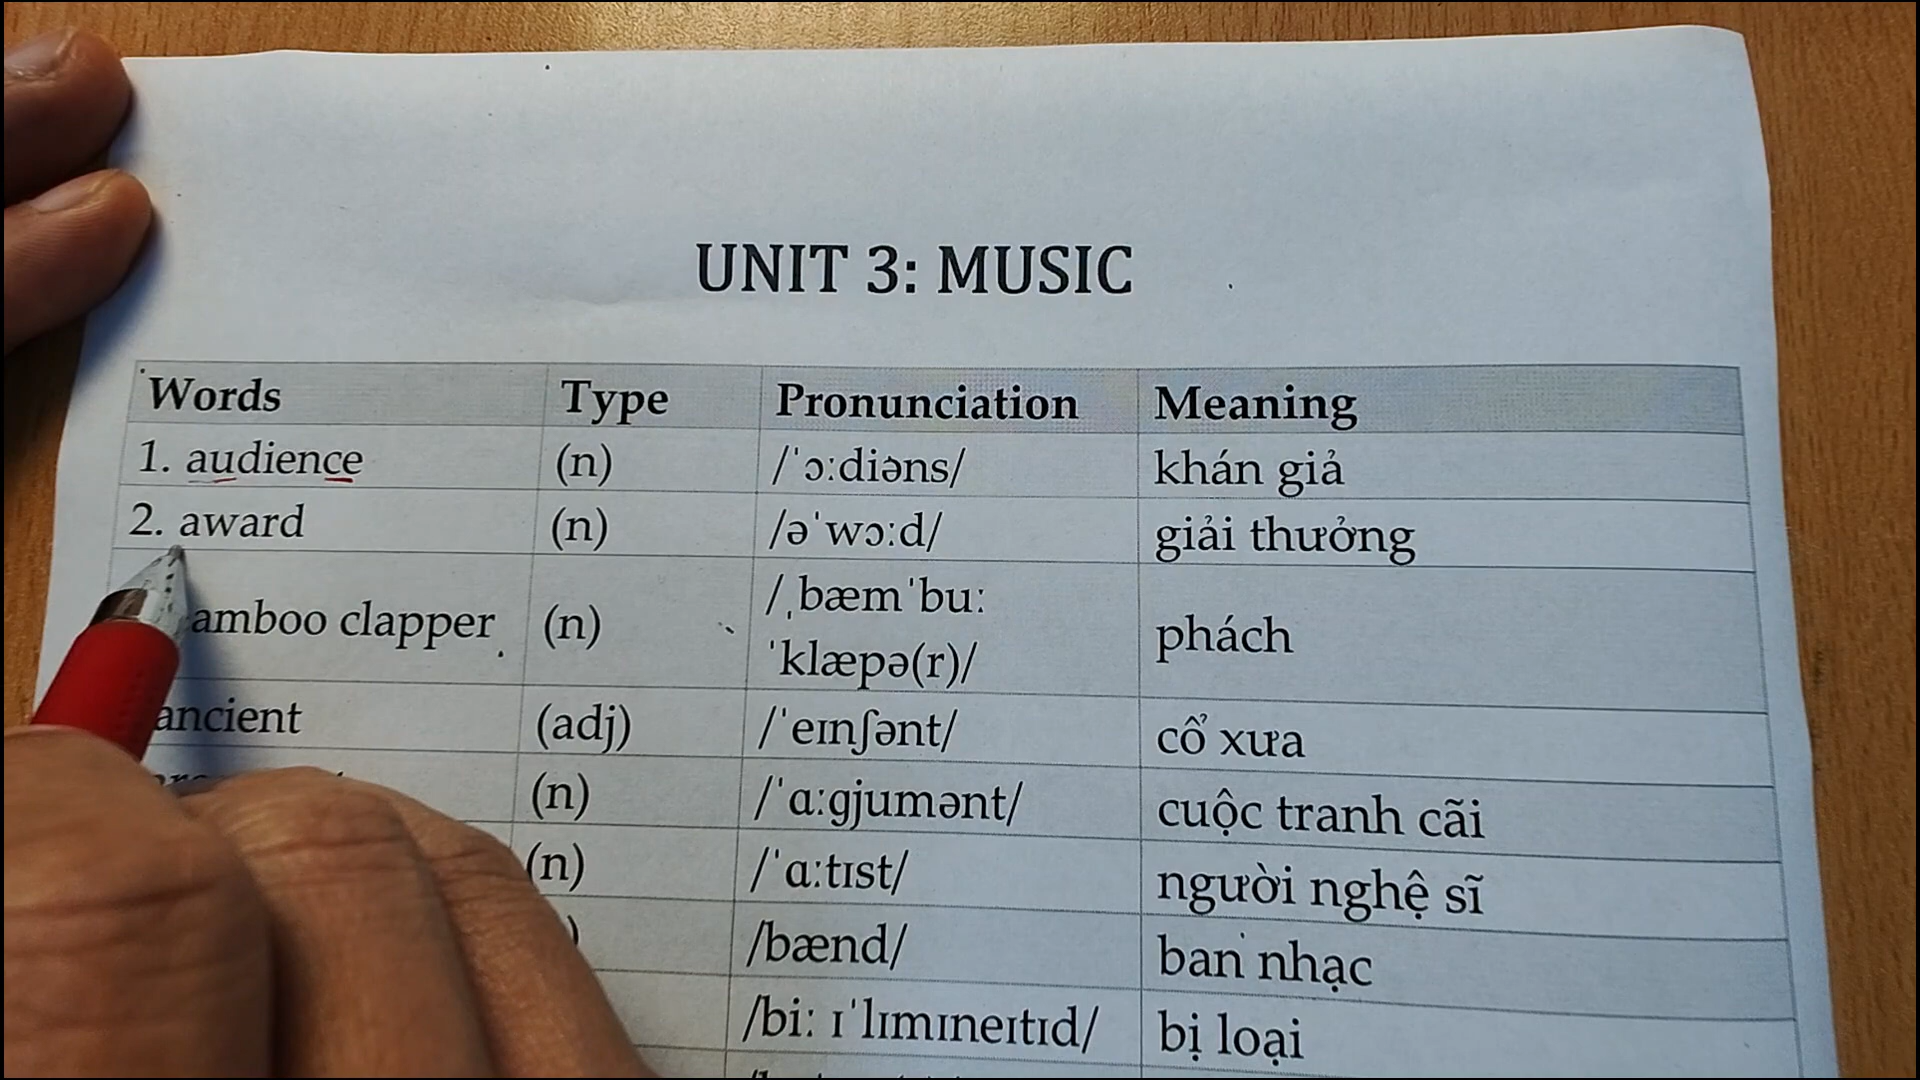 UNIT 3: MUSIC
Words Type Pronunciation Meaning
1. audience (n) /ˈɔːdiəns/ khán giả
2. award (n) /əˈwɔːd/ giải thưởng
amboo clapper (n) /ˌbæmˈbuː ˈklæpə(r)/ phách
ancient (adj) /ˈeɪnʃənt/ cổ xưa
(n) /ˈɑːɡjumənt/ cuộc tranh cãi
(n) /ˈɑːtɪst/ người nghệ sĩ
/bænd/ ban nhạc
/biː ɪˈlɪmɪneɪtɪd/ bị loại